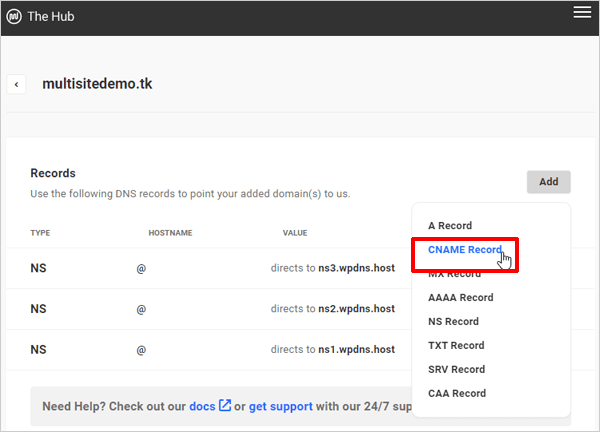 The Hub
multisitedemo.tk
Records
Add
Use the following DNS records to point your added domain(s) to us.
TYPE HOSTNAME VALUE
NS @ directs to ns3.wpdns.host
NS @ directs to ns2.wpdns.host
NS @ directs to ns1.wpdns.host
A Record
CNAME Record
MX Record
AAAA Record
NS Record
TXT Record
SRV Record
CAA Record
Need Help? Check out our docs or get support with our 24/7